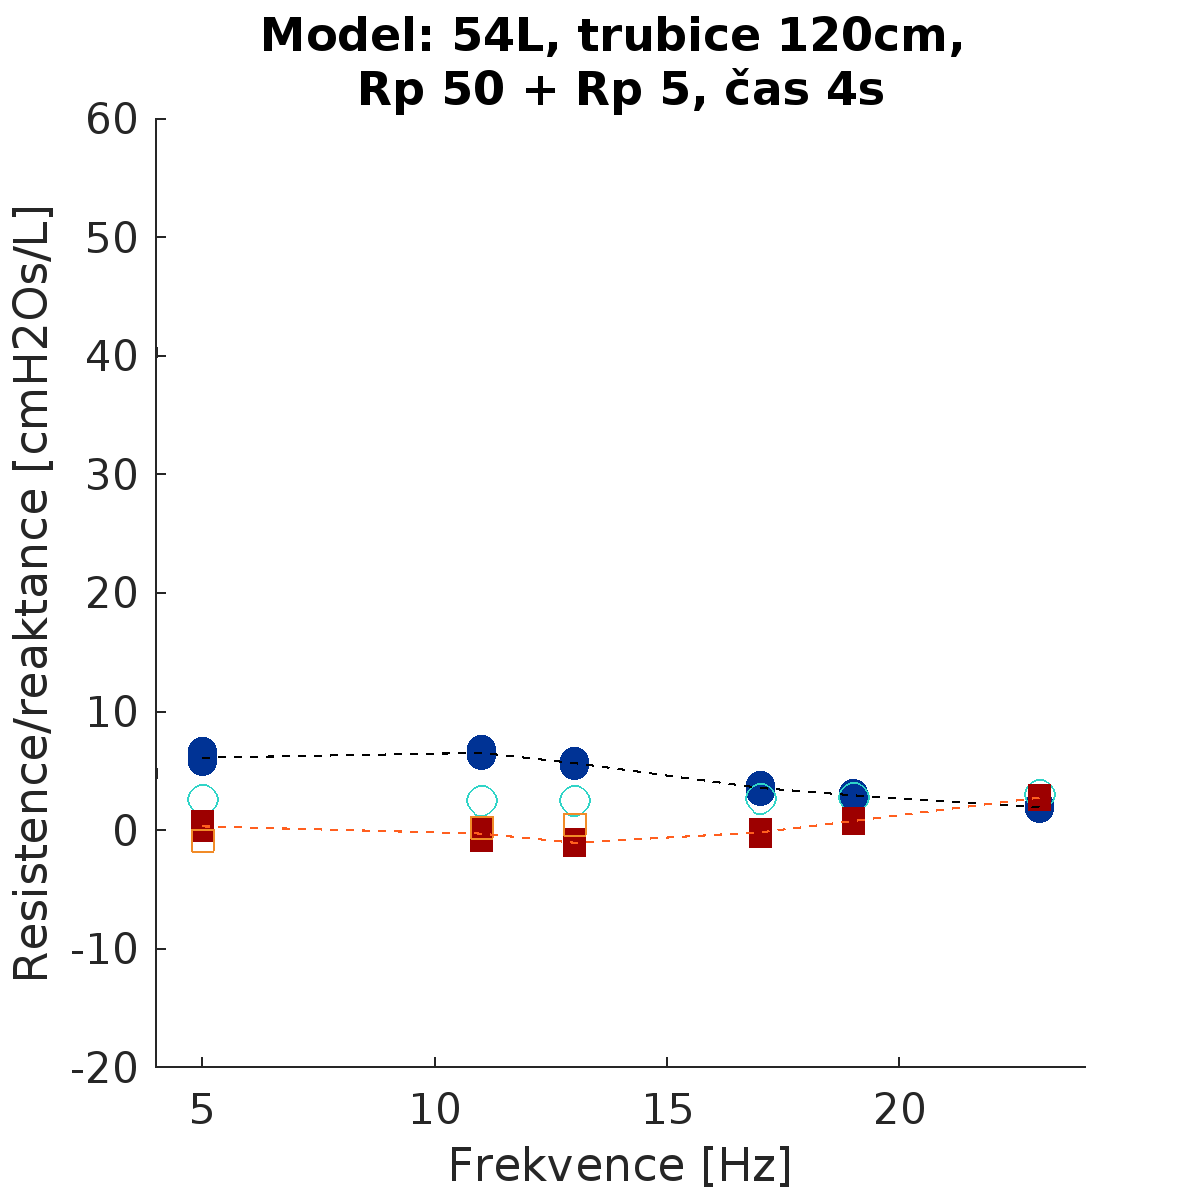 Model: 54L, trubice 120cm,
Rp 50 + Rp 5, čas 4s
60
50
40
30
20
10
0
-10
-20
Resistence/reaktance [cmH2Os/L]
5 10 15 20
Frekvence [Hz]